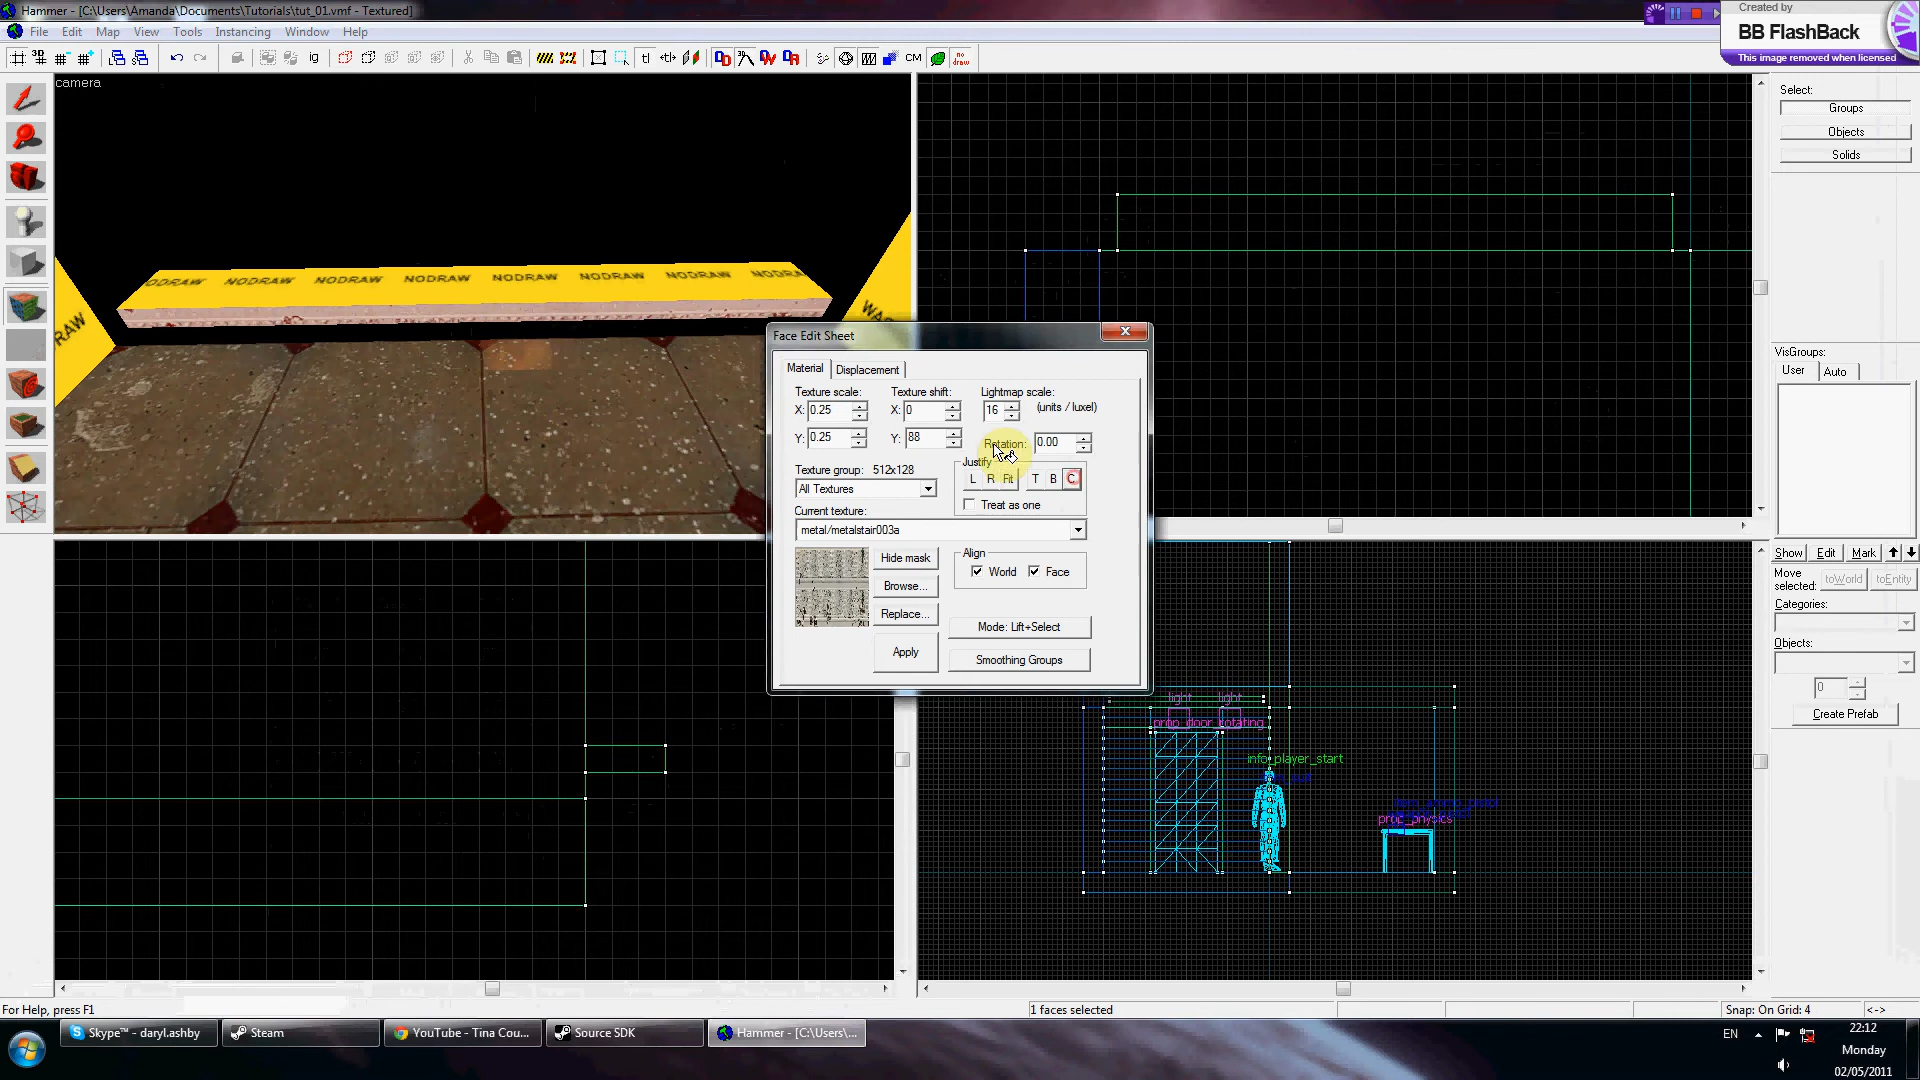 Hammer - [C:\Users\Amanda\Documents\Tutorials\tut_01.vmf - Textured]
Created by
BB FlashBack
This image removed when licensed
File Edit Map View Tools Instancing Window Help
3D
ig
tl
CM
no draw
camera
NODRAW NODRAW NODRAW NODRAW NODRAW NODRAW
Select:
Groups
Objects
Solids
VisGroups:
User Auto
Show Edit Mark
Move selected: toWorld toEntity
Categories:
Objects:
0
Create Prefab
Face Edit Sheet
Material Displacement
Texture scale: Texture shift: Lightmap scale:
X: 0.25 X: 0 16 (units / luxel)
Y: 0.25 Y: 88 Rotation: 0.00
Texture group: 512x128 Justify
All Textures L R Fit T B C
Treat as one
Current texture:
metal/metalstair003a
Hide mask
Align
World Face
Browse...
Replace...
Mode: Lift+Select
Apply
Smoothing Groups
light light
prop_door_rotating
info_player_start
prop_physics
For Help, press F1
1 faces selected
Snap: On Grid: 4 <->
Skype™ - daryl.ashby
Steam
YouTube - Tina Cou...
Source SDK
Hammer - [C:\Users\...
EN
22:12
Monday
02/05/2011